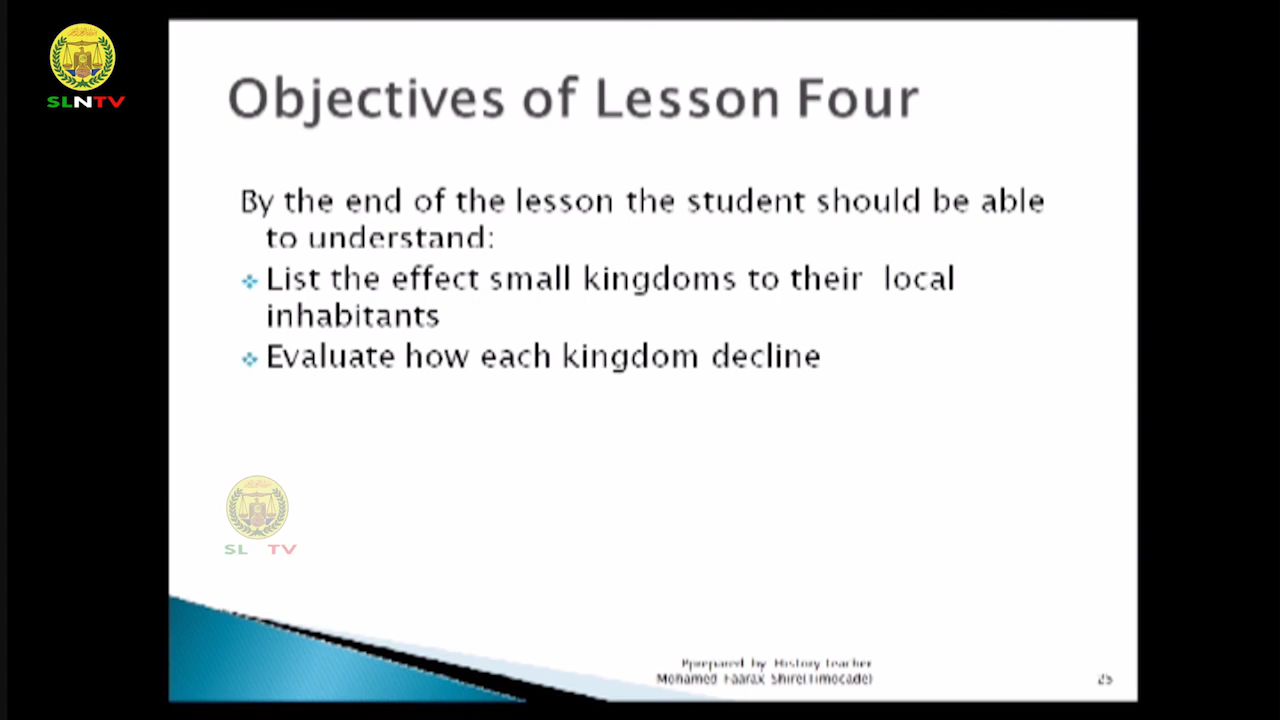 SLNTV
Objectives of Lesson Four
By the end of the lesson the student should be able
to understand:
❖ List the effect small kingdoms to their local
inhabitants
❖ Evaluate how each kingdom decline
SL TV
Pprepared by History teacher
Mohamed Faarax Shire(Timocade)
25